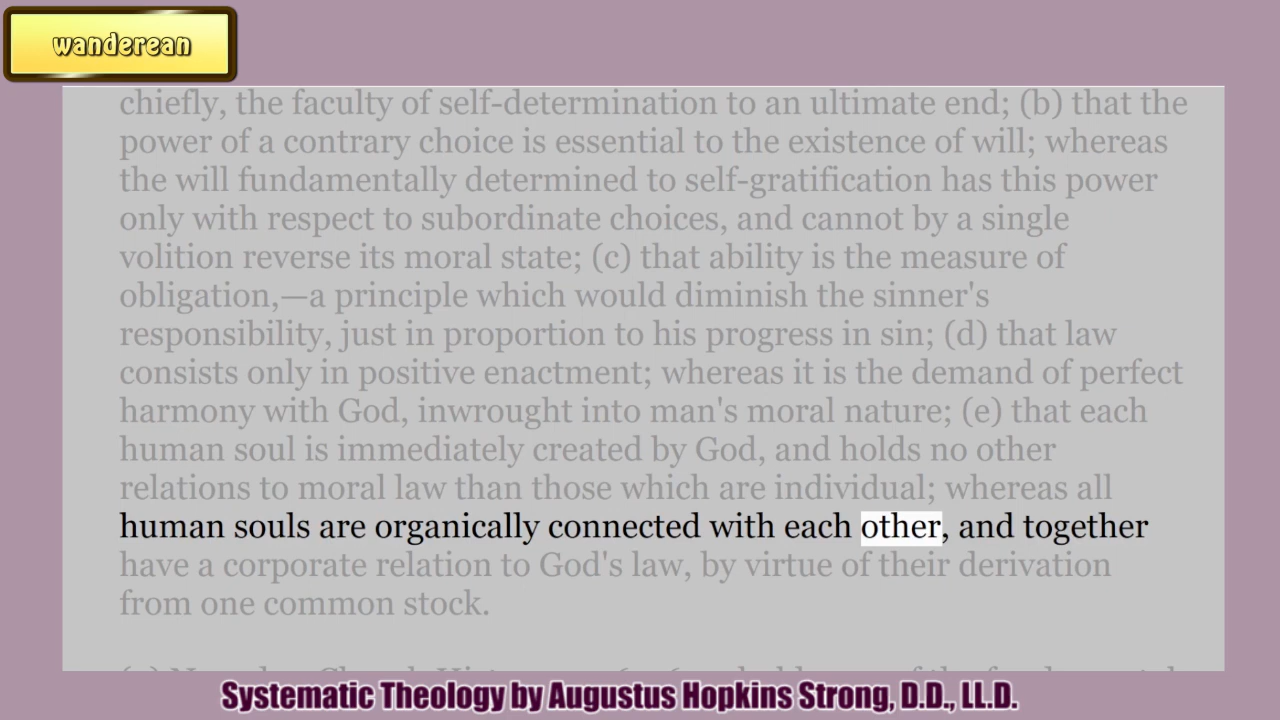 wanderean
chiefly, the faculty of self-determination to an ultimate end; (b) that the
power of a contrary choice is essential to the existence of will; whereas
the will fundamentally determined to self-gratification has this power
only with respect to subordinate choices, and cannot by a single
volition reverse its moral state; (c) that ability is the measure of
obligation,—a principle which would diminish the sinner's
responsibility, just in proportion to his progress in sin; (d) that law
consists only in positive enactment; whereas it is the demand of perfect
harmony with God, inwrought into man's moral nature; (e) that each
human soul is immediately created by God, and holds no other
relations to moral law than those which are individual; whereas all
human souls are organically connected with each other, and together
have a corporate relation to God's law, by virtue of their derivation
from one common stock.
Systematic Theology by Augustus Hopkins Strong, D.D., LL.D.